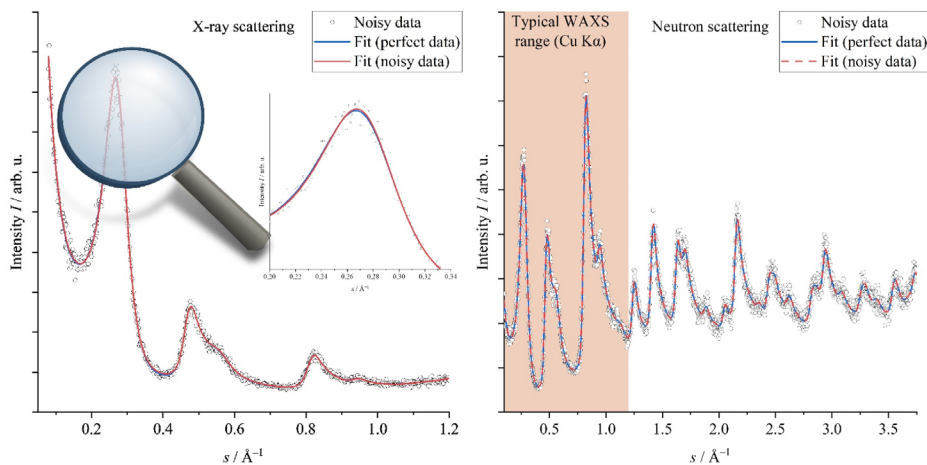 X-ray scattering
Noisy data
Fit (perfect data)
Fit (noisy data)
Intensity I / arb. u.
Intensity I / arb. u.
0.20 0.22 0.24 0.26 0.28 0.30 0.32 0.34
s / Å⁻¹
0.2 0.4 0.6 0.8 1.0 1.2
s / Å⁻¹
Typical WAXS
range (Cu Kα)
Neutron scattering
Noisy data
Fit (perfect data)
Fit (noisy data)
Intensity I / arb. u.
0.5 1.0 1.5 2.0 2.5 3.0 3.5
s / Å⁻¹